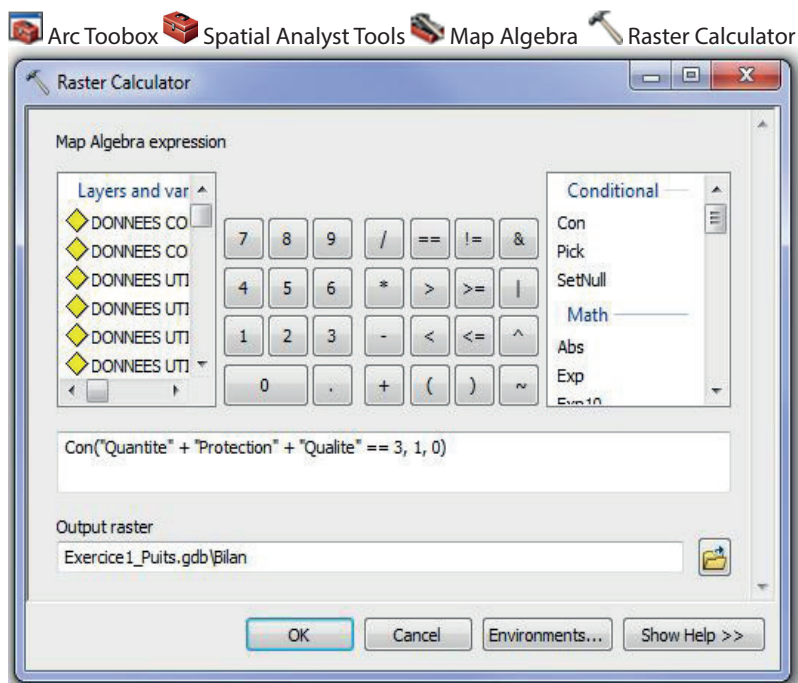 Arc Toobox Spatial Analyst Tools Map Algebra Raster Calculator
Raster Calculator
Map Algebra expression
Layers and var
DONNEES CO
DONNEES CO
DONNEES UTI
DONNEES UTI
DONNEES UTI
DONNEES UTI
7 8 9 / == != &
4 5 6 * > >= |
1 2 3 - < <= ^
0 . + ( ) ~
Conditional
Con
Pick
SetNull
Math
Abs
Exp
Exp10
Con("Quantite" + "Protection" + "Qualite" == 3, 1, 0)
Output raster
Exercice1_Puits.gdb\Bilan
OK Cancel Environments... Show Help >>